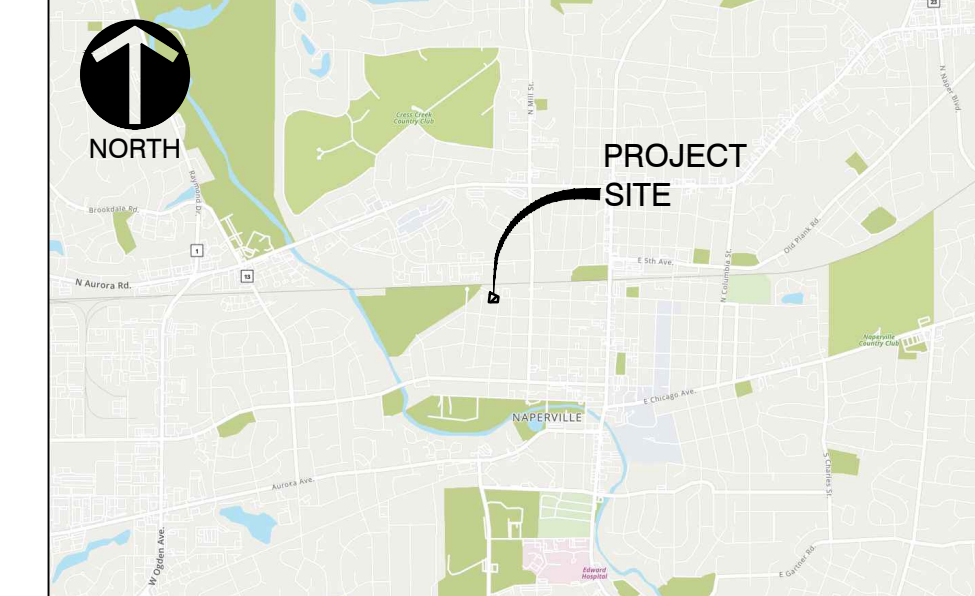 23
N Naper Blvd.
N Mill St.
Cress Creek
Country Club
NORTH
PROJECT
SITE
Raymond Dr.
Brookdale Rd.
1
13
N Aurora Rd.
E 5th Ave.
N Columbia St.
Old Plank Rd.
Naperville
Country Club
E Chicago Ave.
NAPERVILLE
Aurora Ave.
S Charles St.
W Ogden Ave.
E Gartner Rd.
Edward
Hospital